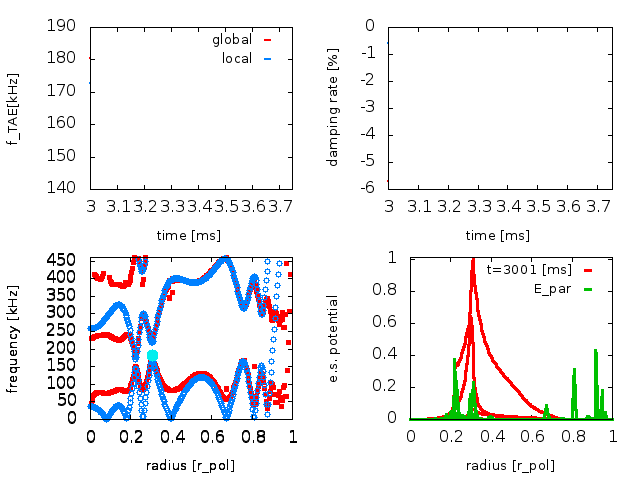 f_TAE[kHz]
190
180
170
160
150
140
global
local
3 3.1 3.2 3.3 3.4 3.5 3.6 3.7
time [ms]
damping rate [%]
0
-1
-2
-3
-4
-5
-6
3 3.1 3.2 3.3 3.4 3.5 3.6 3.7
time [ms]
frequency [kHz]
450
400
350
300
250
200
150
100
50
0
0 0.2 0.4 0.6 0.8 1
radius [r_pol]
e.s. potential
1
0.8
0.6
0.4
0.2
0
t=3001 [ms]
E_par
0 0.2 0.4 0.6 0.8 1
radius [r_pol]